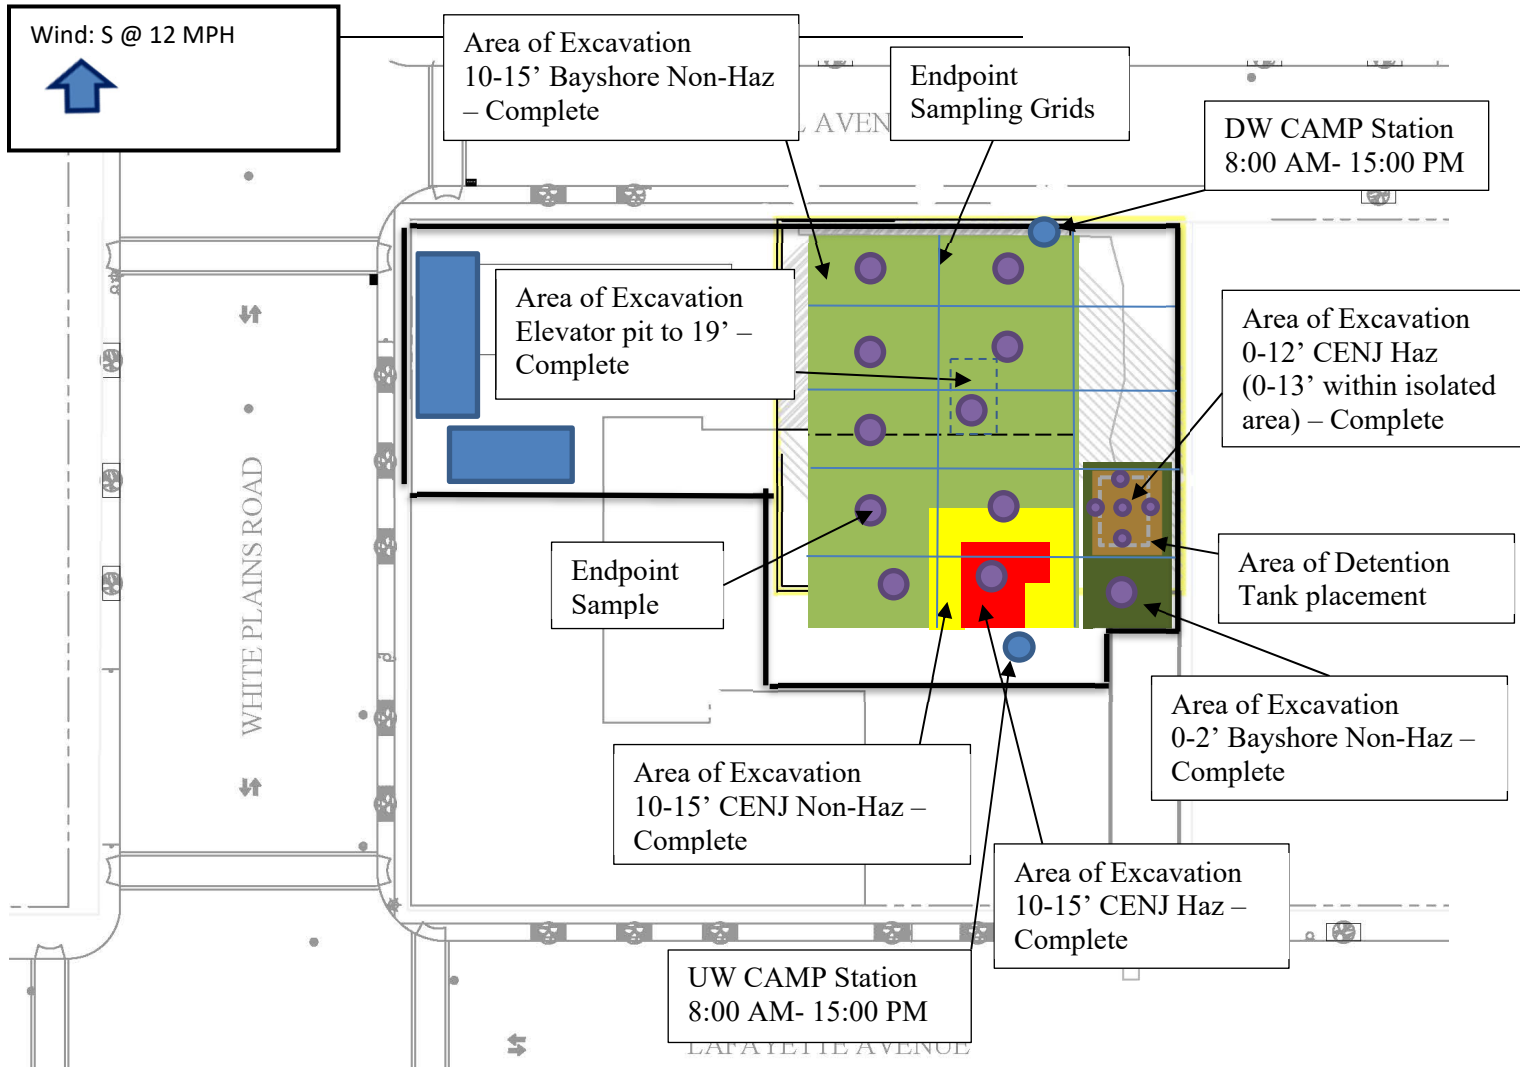 Wind: S @ 12 MPH
Area of Excavation
10-15’ Bayshore Non-Haz
– Complete
Endpoint
Sampling Grids
DW CAMP Station
8:00 AM- 15:00 PM
Area of Excavation
Elevator pit to 19’ –
Complete
Area of Excavation
0-12’ CENJ Haz
(0-13’ within isolated
area) – Complete
Endpoint
Sample
Area of Detention
Tank placement
WHITE PLAINS ROAD
Area of Excavation
0-2’ Bayshore Non-Haz –
Complete
Area of Excavation
10-15’ CENJ Non-Haz –
Complete
Area of Excavation
10-15’ CENJ Haz –
Complete
UW CAMP Station
8:00 AM- 15:00 PM
LAFAYETTE AVENUE